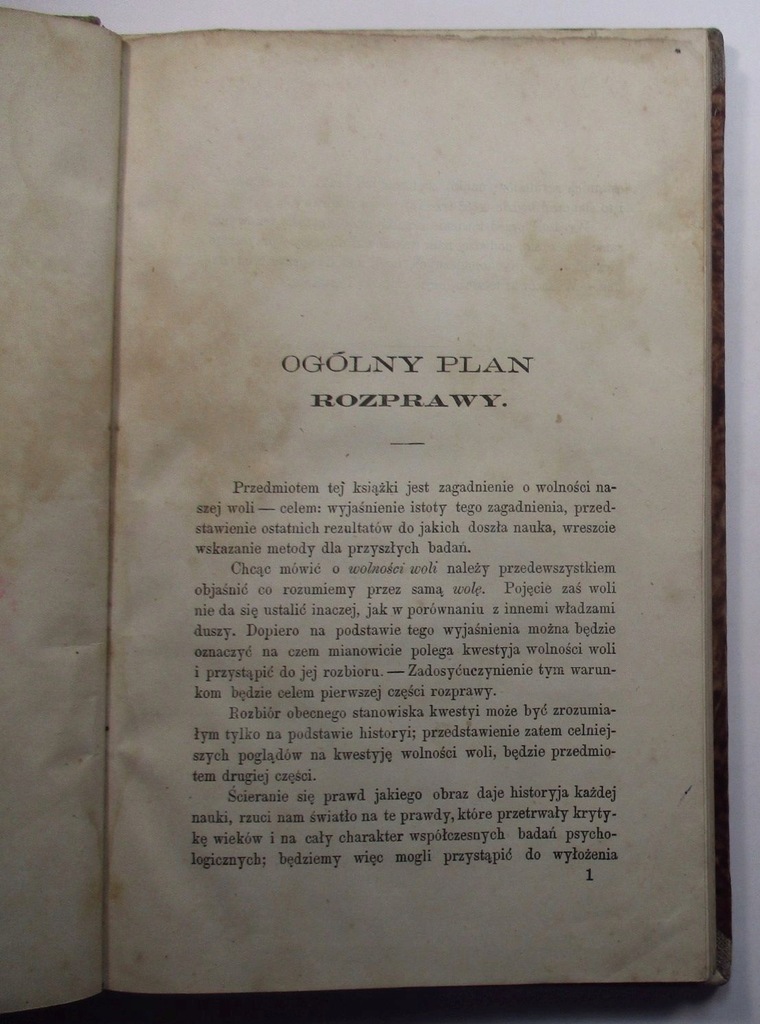 OGÓLNY PLAN
ROZPRAWY.
Przedmiotem tej książki jest zagadnienie o wolności na-
szej woli — celem: wyjaśnienie istoty tego zagadnienia, przed-
stawienie ostatnich rezultatów do jakich doszła nauka, wreszcie
wskazanie metody dla przyszłych badań.
Chcąc mówić o wolności woli należy przedewszystkiem
objaśnić co rozumiemy przez samą wolę. Pojęcie zaś woli
nie da się ustalić inaczej, jak w porównaniu z innemi władzami
duszy. Dopiero na podstawie tego wyjaśnienia można będzie
oznaczyć na czem mianowicie polega kwestyja wolności woli
i przystąpić do jej rozbioru. — Zadosyćuczynienie tym warun-
kom będzie celem pierwszej części rozprawy.
Rozbiór obecnego stanowiska kwestyi może być zrozumia-
łym tylko na podstawie historyi; przedstawienie zatem celniej-
szych poglądów na kwestyję wolności woli, będzie przedmio-
tem drugiej części.
Ścieranie się prawd jakiego obraz daje historyja każdej
nauki, rzuci nam światło na te prawdy, które przetrwały kryty-
kę wieków i na cały charakter współczesnych badań psycho-
logicznych; będziemy więc mogli przystąpić do wyłożenia
1